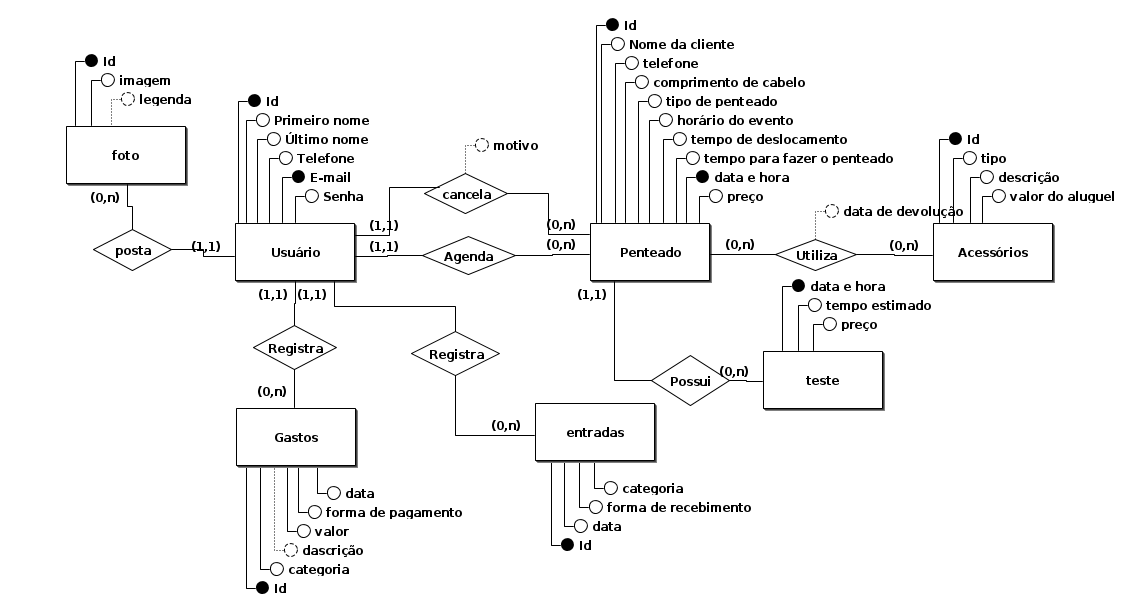 Id
imagem
legenda
foto
(0,n)
posta
(1,1)
Id
Primeiro nome
Último nome
Telefone
E-mail
Senha
Usuário
(1,1)
(1,1)
motivo
cancela
Agenda
(0,n)
(0,n)
Id
Nome da cliente
telefone
comprimento de cabelo
tipo de penteado
horário do evento
tempo de deslocamento
tempo para fazer o penteado
data e hora
preço
Penteado
(0,n)
data de devolução
Utiliza
(0,n)
Id
tipo
descrição
valor do aluguel
Acessórios
(1,1)
(1,1)
(1,1)
data e hora
tempo estimado
preço
Registra
Registra
Possui
(0,n)
teste
(0,n)
Gastos
(0,n)
entradas
data
forma de pagamento
valor
dascrição
categoria
Id
categoria
forma de recebimento
data
Id